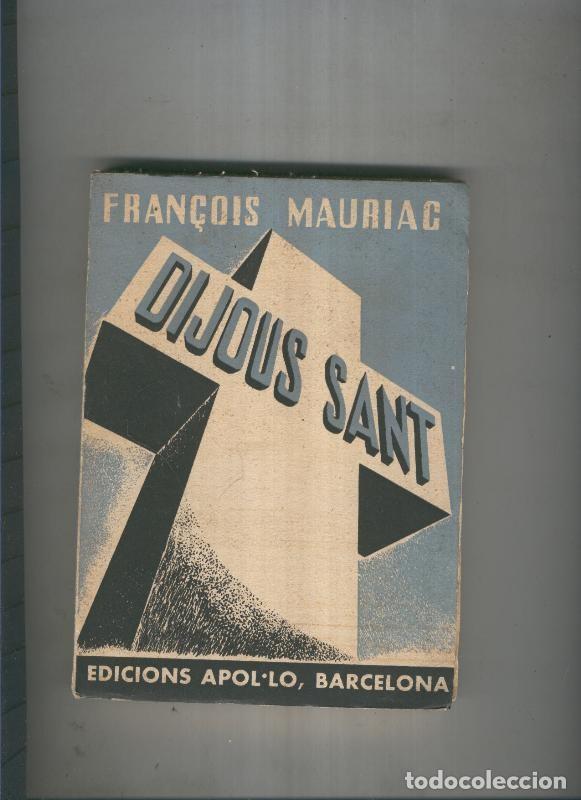 FRANÇOIS MAURIAC
DIJOUS SANT
EDICIONS APOL·LO, BARCELONA
todocoleccion